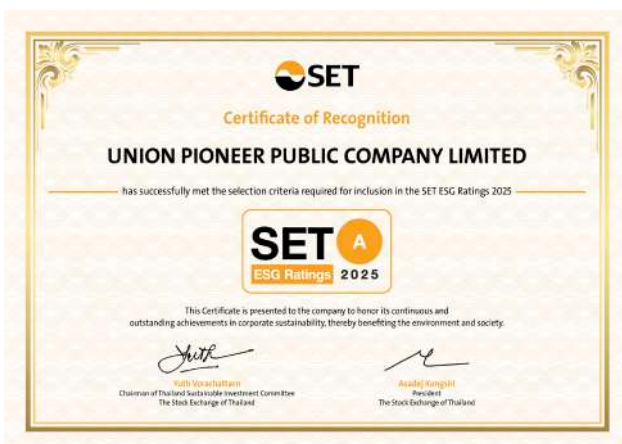 SET
Certificate of Recognition
UNION PIONEER PUBLIC COMPANY LIMITED
has successfully met the selection criteria required for inclusion in the SET ESG Ratings 2025
SET A
ESG Ratings 2025
This Certificate is presented to the company to honor its continuous and
outstanding achievements in corporate sustainability, thereby benefiting the environment and society.
Yuth Vorachattarn
Chairman of Thailand Sustainable Investment Committee
The Stock Exchange of Thailand
Asadej Kongsiri
President
The Stock Exchange of Thailand